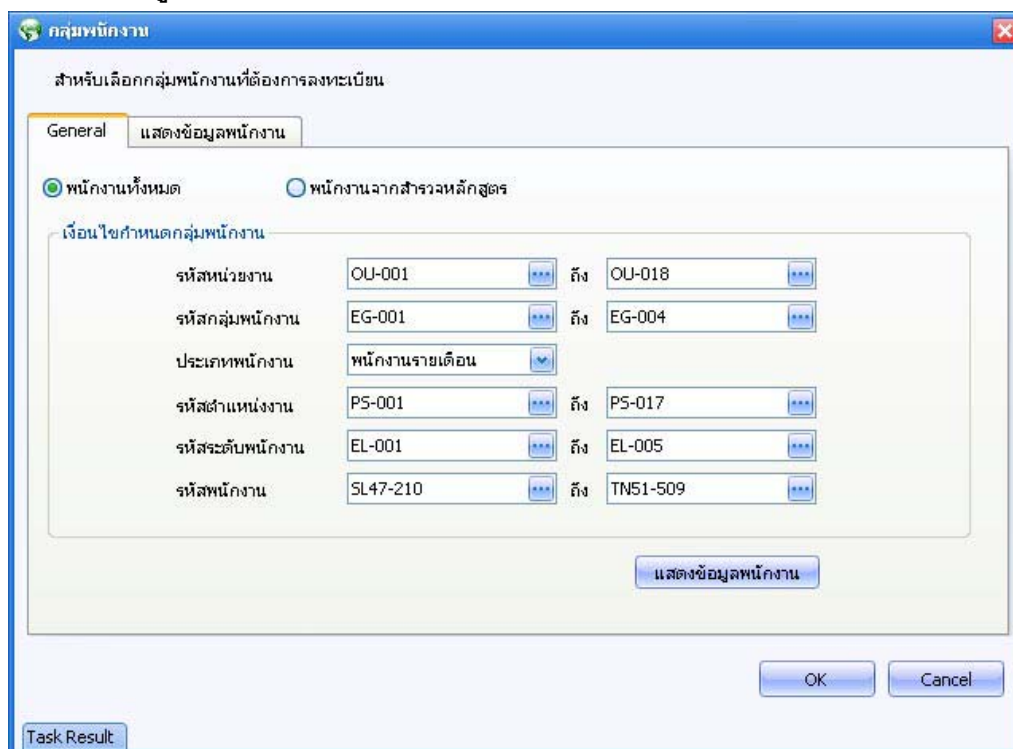 กลุ่มพนักงาน
สำหรับเลือกกลุ่มพนักงานที่ต้องการลงทะเบียน
General แสดงข้อมูลพนักงาน
พนักงานทั้งหมด พนักงานจากสำรวจหลักสูตร
เงื่อนไขกำหนดกลุ่มพนักงาน
รหัสหน่วยงาน OU-001 ถึง OU-018
รหัสกลุ่มพนักงาน EG-001 ถึง EG-004
ประเภทพนักงาน พนักงานรายเดือน
รหัสตำแหน่งงาน PS-001 ถึง PS-017
รหัสระดับพนักงาน EL-001 ถึง EL-005
รหัสพนักงาน SL47-210 ถึง TN51-509
แสดงข้อมูลพนักงาน
OK Cancel
Task Result